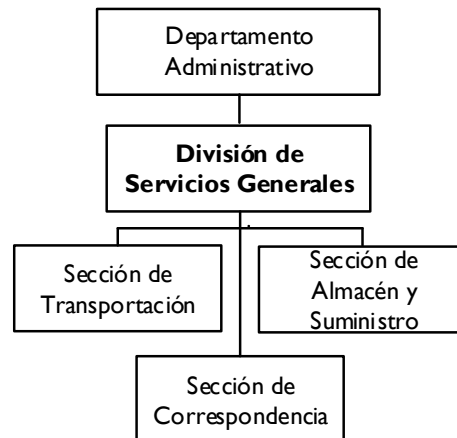 Departamento
Administrativo
División de
Servicios Generales
Sección de
Transportación
Sección de
Almacén y
Suministro
Sección de
Correspondencia